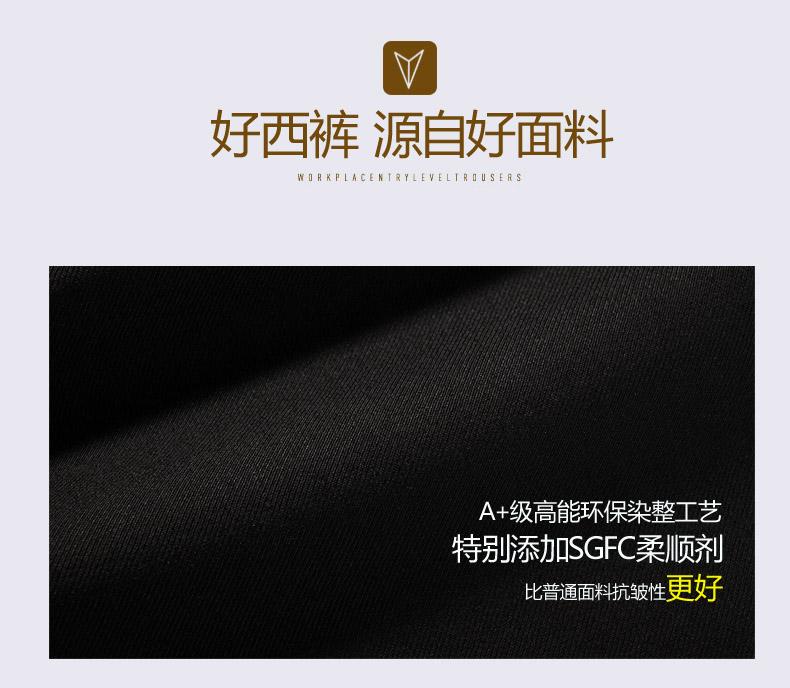 好西裤 源自好面料
WORKPLACENTRYLEVELTROUSERS
A+级高能环保染整工艺
特别添加SGFC柔顺剂
比普通面料抗皱性更好